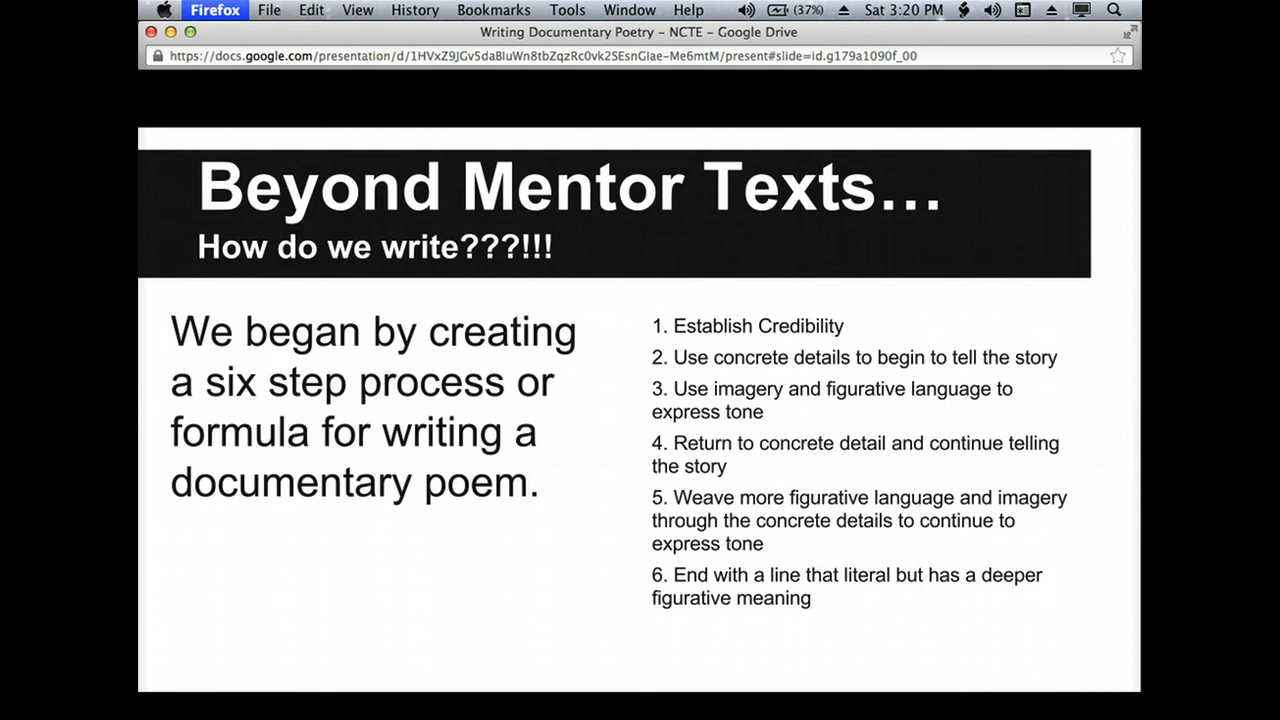 Firefox File Edit View History Bookmarks Tools Window Help (37%) Sat 3:20 PM
Writing Documentary Poetry – NCTE – Google Drive
https://docs.google.com/presentation/d/1HVxZ9JGv5daBluWn8tbZqzRc0vk2SEsnGIae-Me6mtM/present#slide=id.g179a1090f_00
Beyond Mentor Texts…
How do we write???!!!
We began by creating
a six step process or
formula for writing a
documentary poem.
1. Establish Credibility
2. Use concrete details to begin to tell the story
3. Use imagery and figurative language to
express tone
4. Return to concrete detail and continue telling
the story
5. Weave more figurative language and imagery
through the concrete details to continue to
express tone
6. End with a line that literal but has a deeper
figurative meaning